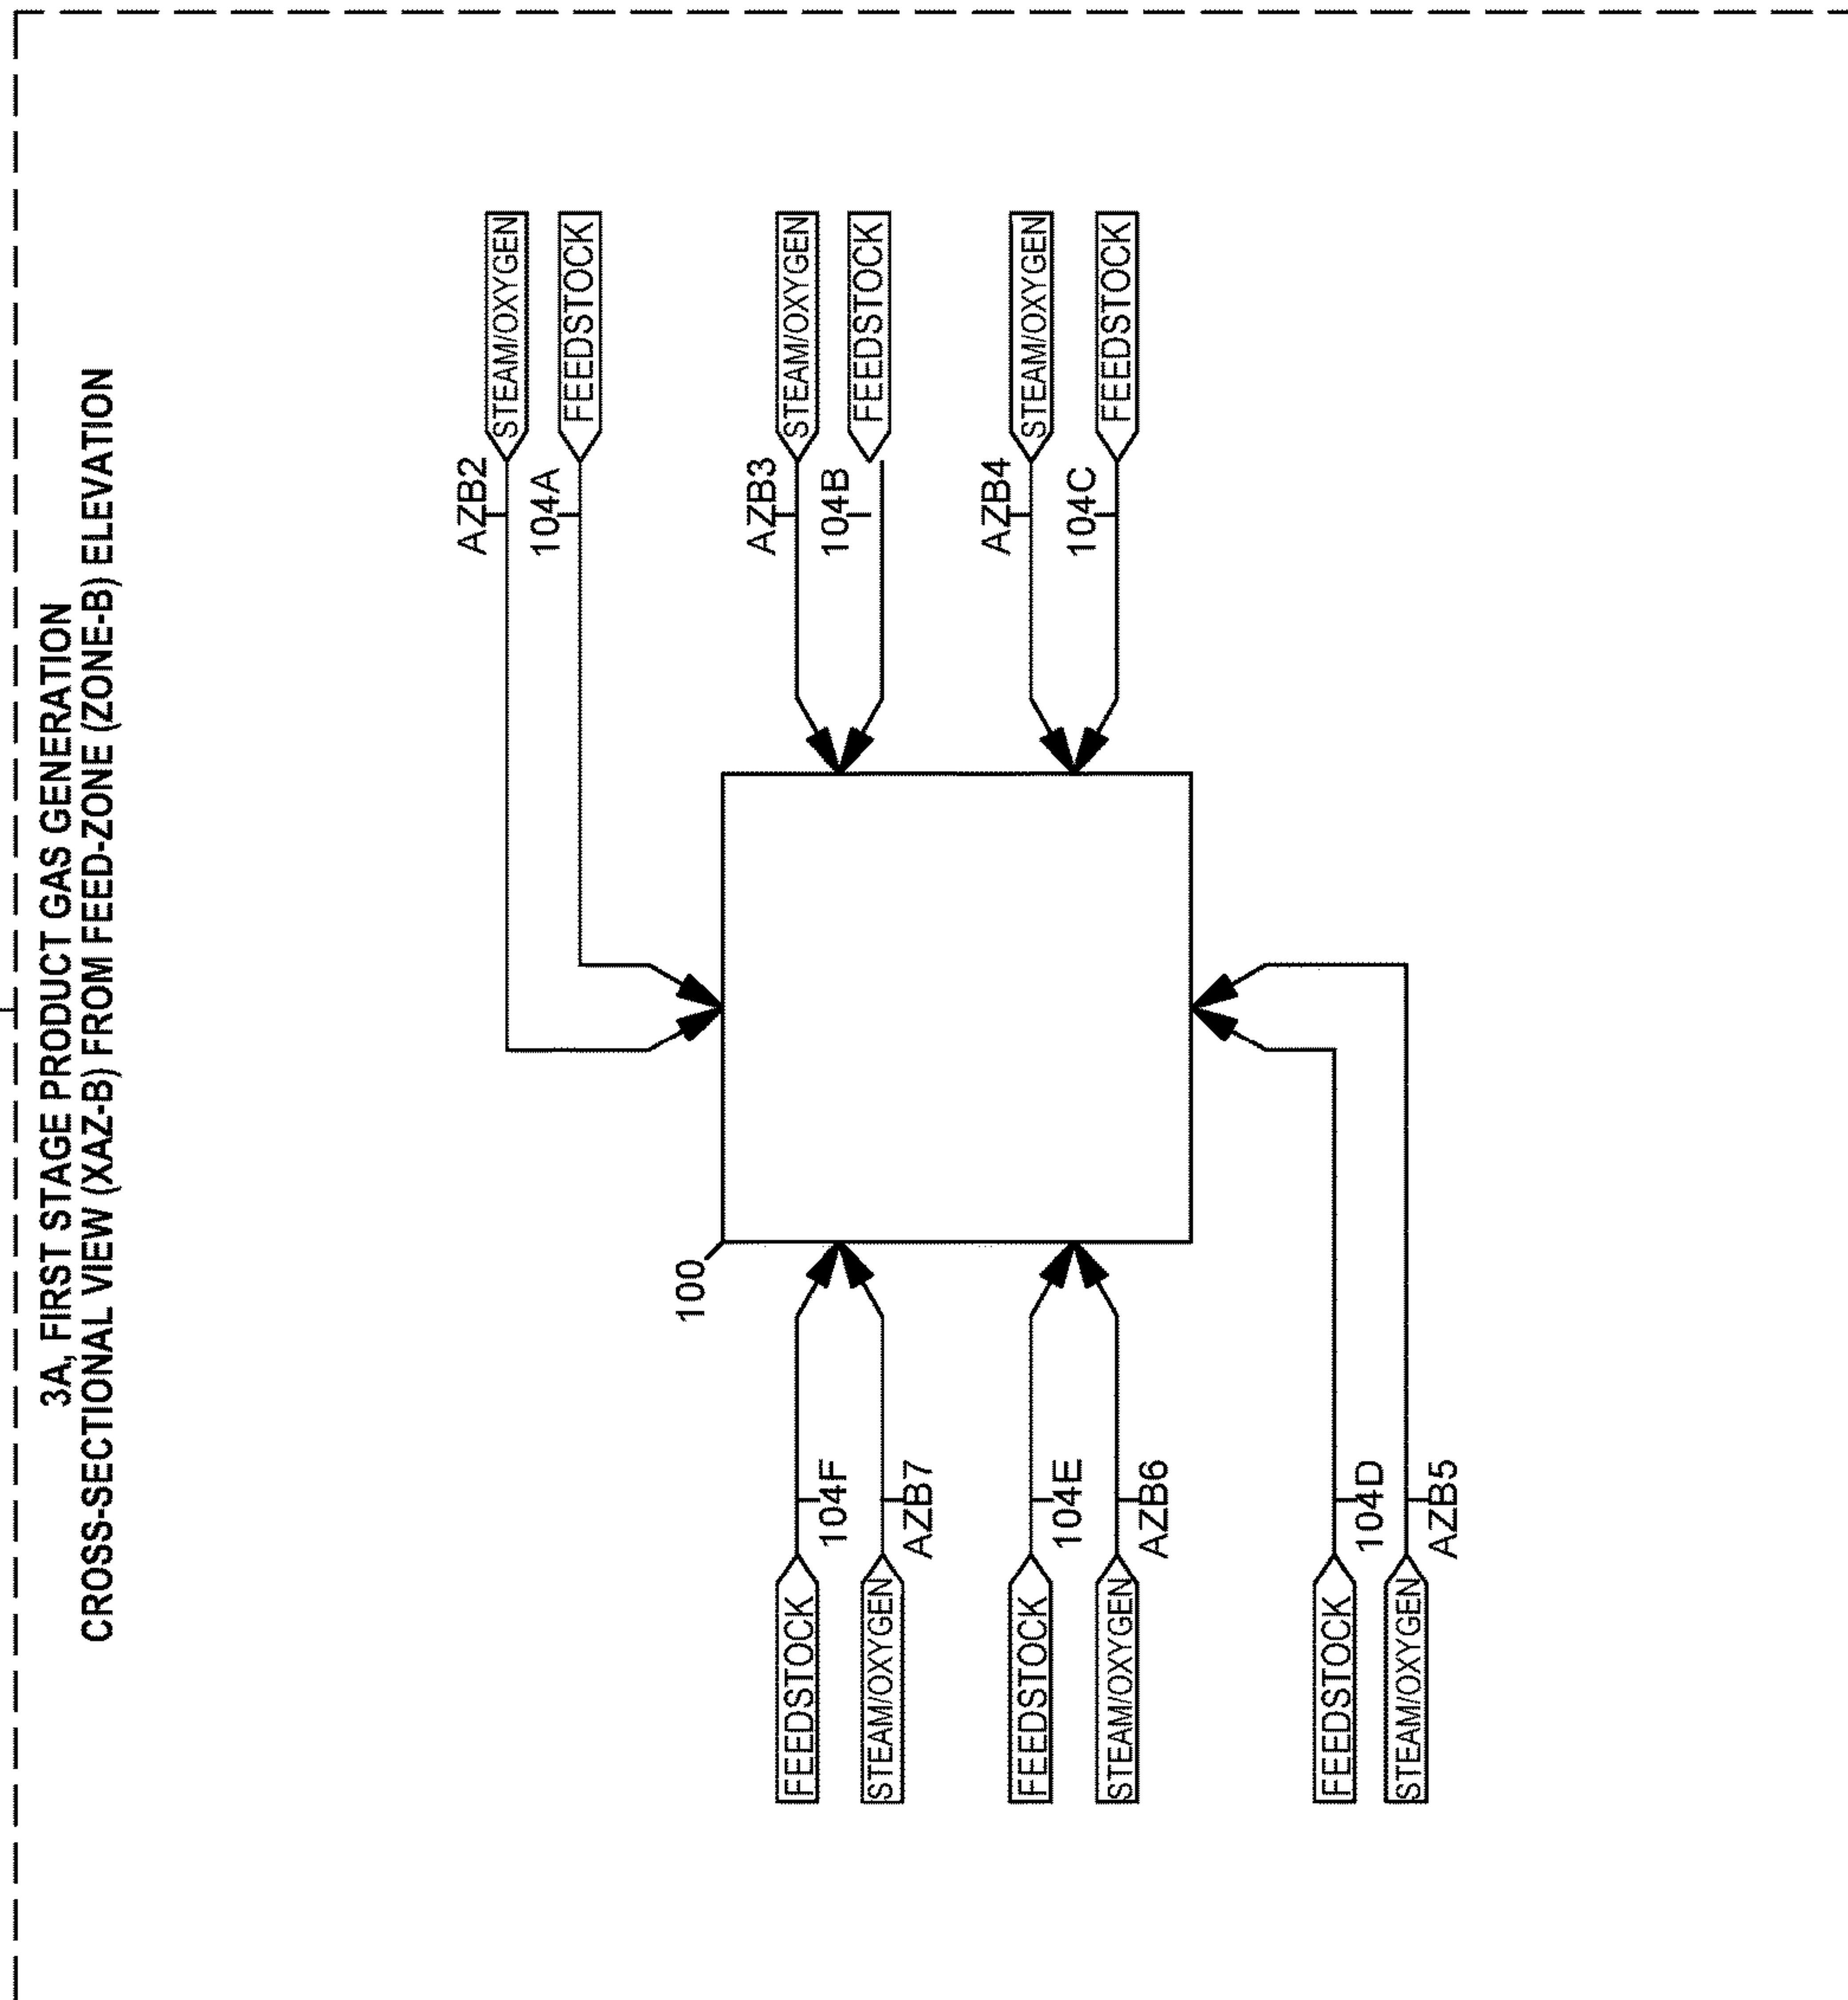 3A, FIRST STAGE PRODUCT GAS GENERATION
CROSS-SECTIONAL VIEW (XAZ-B) FROM FEED-ZONE (ZONE-B) ELEVATION
AZB2
STEAM/OXYGEN
104A
FEEDSTOCK
100
FEEDSTOCK
104F
STEAM/OXYGEN
AZB7
AZB3
STEAM/OXYGEN
104B
FEEDSTOCK
FEEDSTOCK
104E
STEAM/OXYGEN
AZB6
AZB4
STEAM/OXYGEN
104C
FEEDSTOCK
FEEDSTOCK
104D
STEAM/OXYGEN
AZB5